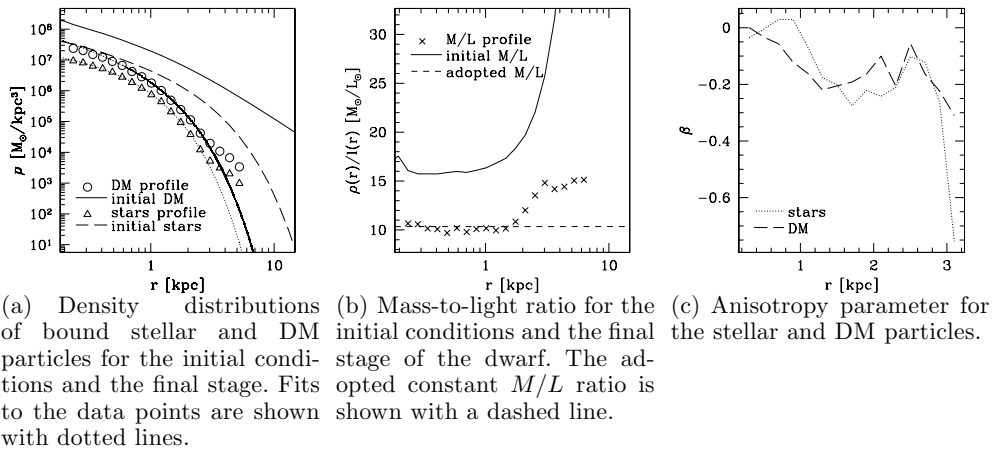 10⁸
10⁷
10⁶
10⁵
10⁴
10³
10²
10¹
ρ [M⊙/kpc³]
DM profile
initial DM
stars profile
initial stars
1
10
r [kpc]
30
25
20
15
10
ρ(r)/I(r) [M⊙/L⊙]
M/L profile
initial M/L
adopted M/L
1
10
r [kpc]
0
-0.2
-0.4
-0.6
β
stars
DM
1
2
3
r [kpc]
(a) Density distributions
of bound stellar and DM
particles for the initial condi-
tions and the final stage. Fits
to the data points are shown
with dotted lines.
(b) Mass-to-light ratio for the
initial conditions and the final
stage of the dwarf. The ad-
opted constant M/L ratio is
shown with a dashed line.
(c) Anisotropy parameter for
the stellar and DM particles.